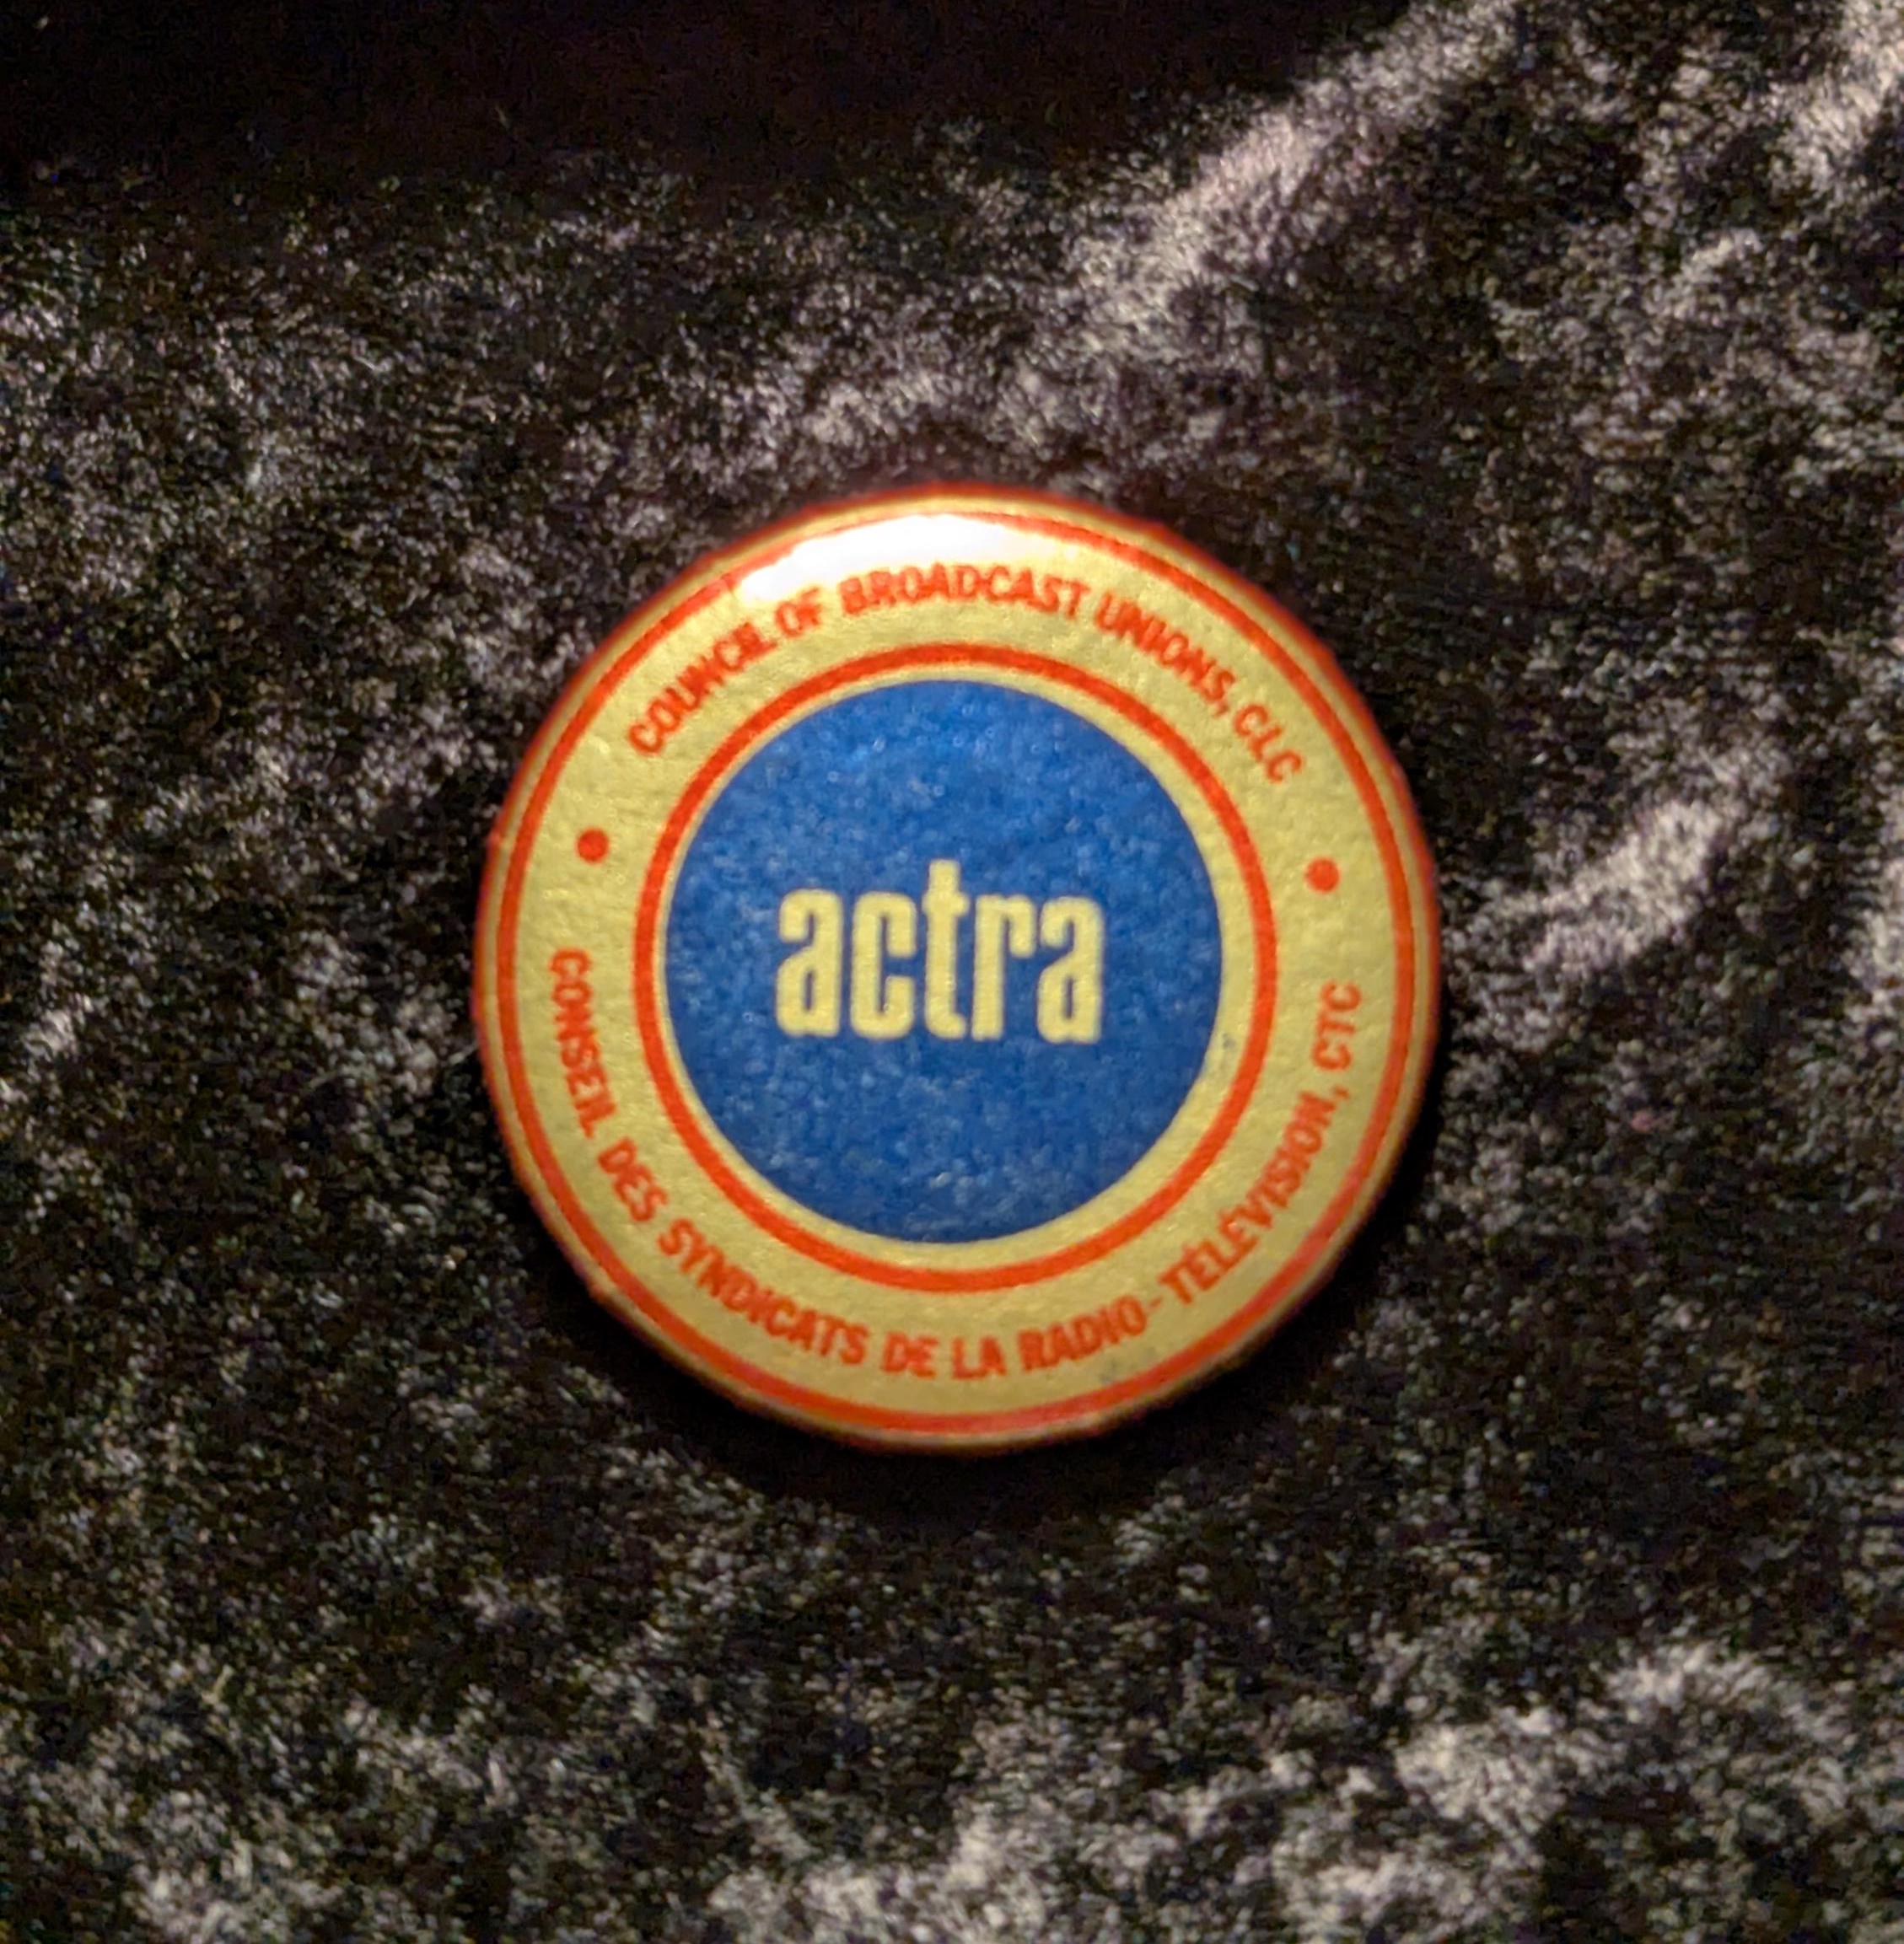 COUNCIL OF BROADCAST UNIONS, CLC
actra
CONSEIL DES SYNDICATS DE LA RADIO-TÉLÉVISION, CTC